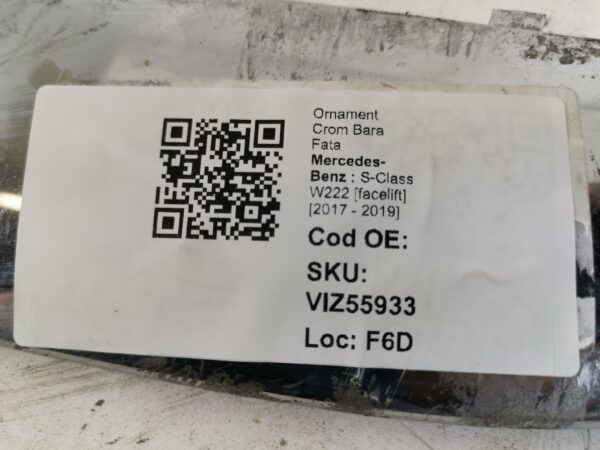 Ornament
Crom Bara
Fata
Mercedes-
Benz : S-Class
W222 [facelift]
[2017 - 2019]
Cod OE:
SKU:
VIZ55933
Loc: F6D